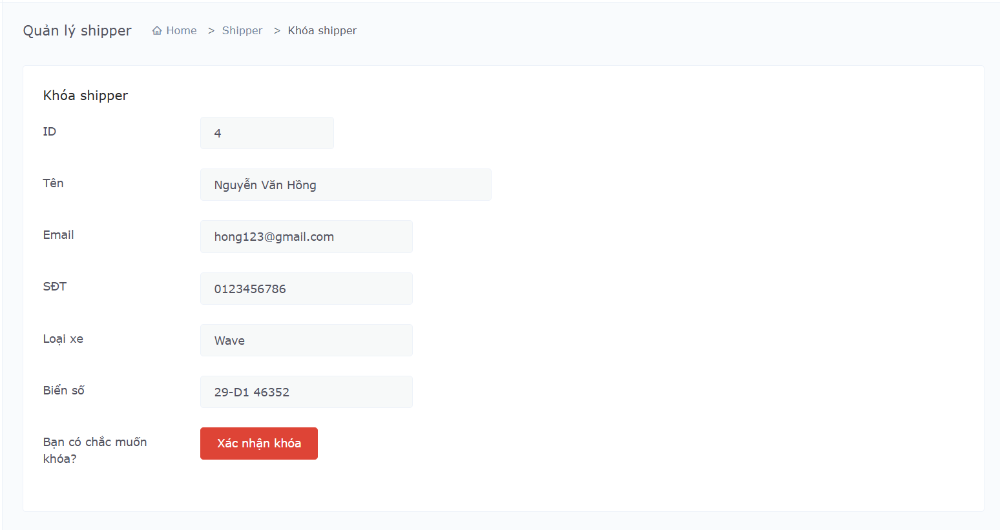 Quản lý shipper Home > Shipper > Khóa shipper
Khóa shipper
ID 4
Tên Nguyễn Văn Hồng
Email hong123@gmail.com
SĐT 0123456786
Loại xe Wave
Biển số 29-D1 46352
Bạn có chắc muốn Xác nhận khóa
khóa?